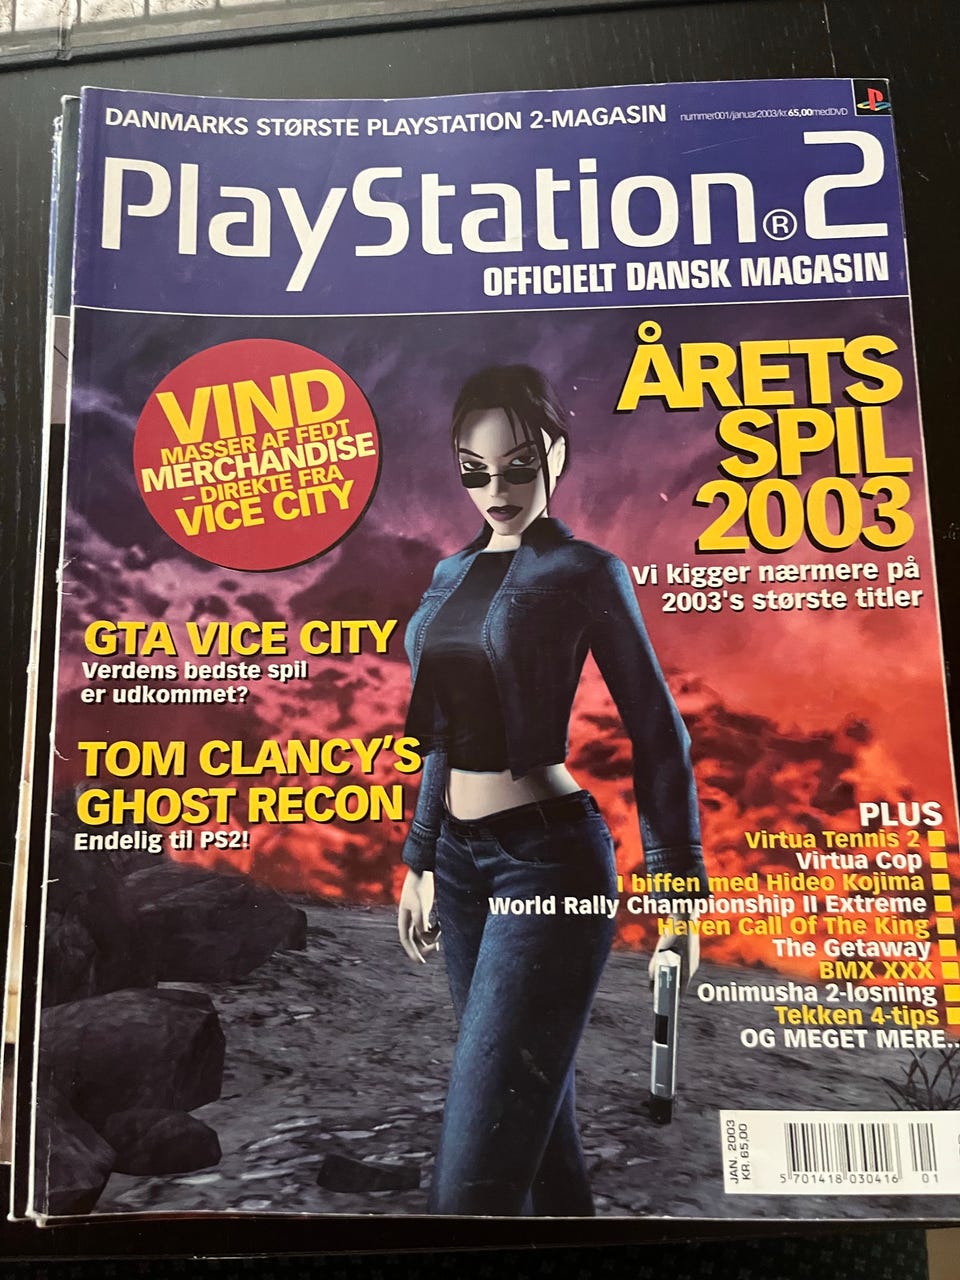 DANMARKS STØRSTE PLAYSTATION 2-MAGASIN
nummer001/januar2003/kr.65,00medDVD
PlayStation®2
OFFICIELT DANSK MAGASIN
VIND
MASSER AF FEDT
MERCHANDISE
- DIREKTE FRA
VICE CITY
ÅRETS
SPIL
2003
Vi kigger nærmere på
2003's største titler
GTA VICE CITY
Verdens bedste spil
er udkommet?
TOM CLANCY'S
GHOST RECON
Endelig til PS2!
PLUS
Virtua Tennis 2
Virtua Cop
I biffen med Hideo Kojima
World Rally Championship II Extreme
Haven Call Of The King
The Getaway
BMX XXX
Onimusha 2-løsning
Tekken 4-tips
OG MEGET MERE..
JAN. 2003
KR. 65,00
5 701418 030416 01